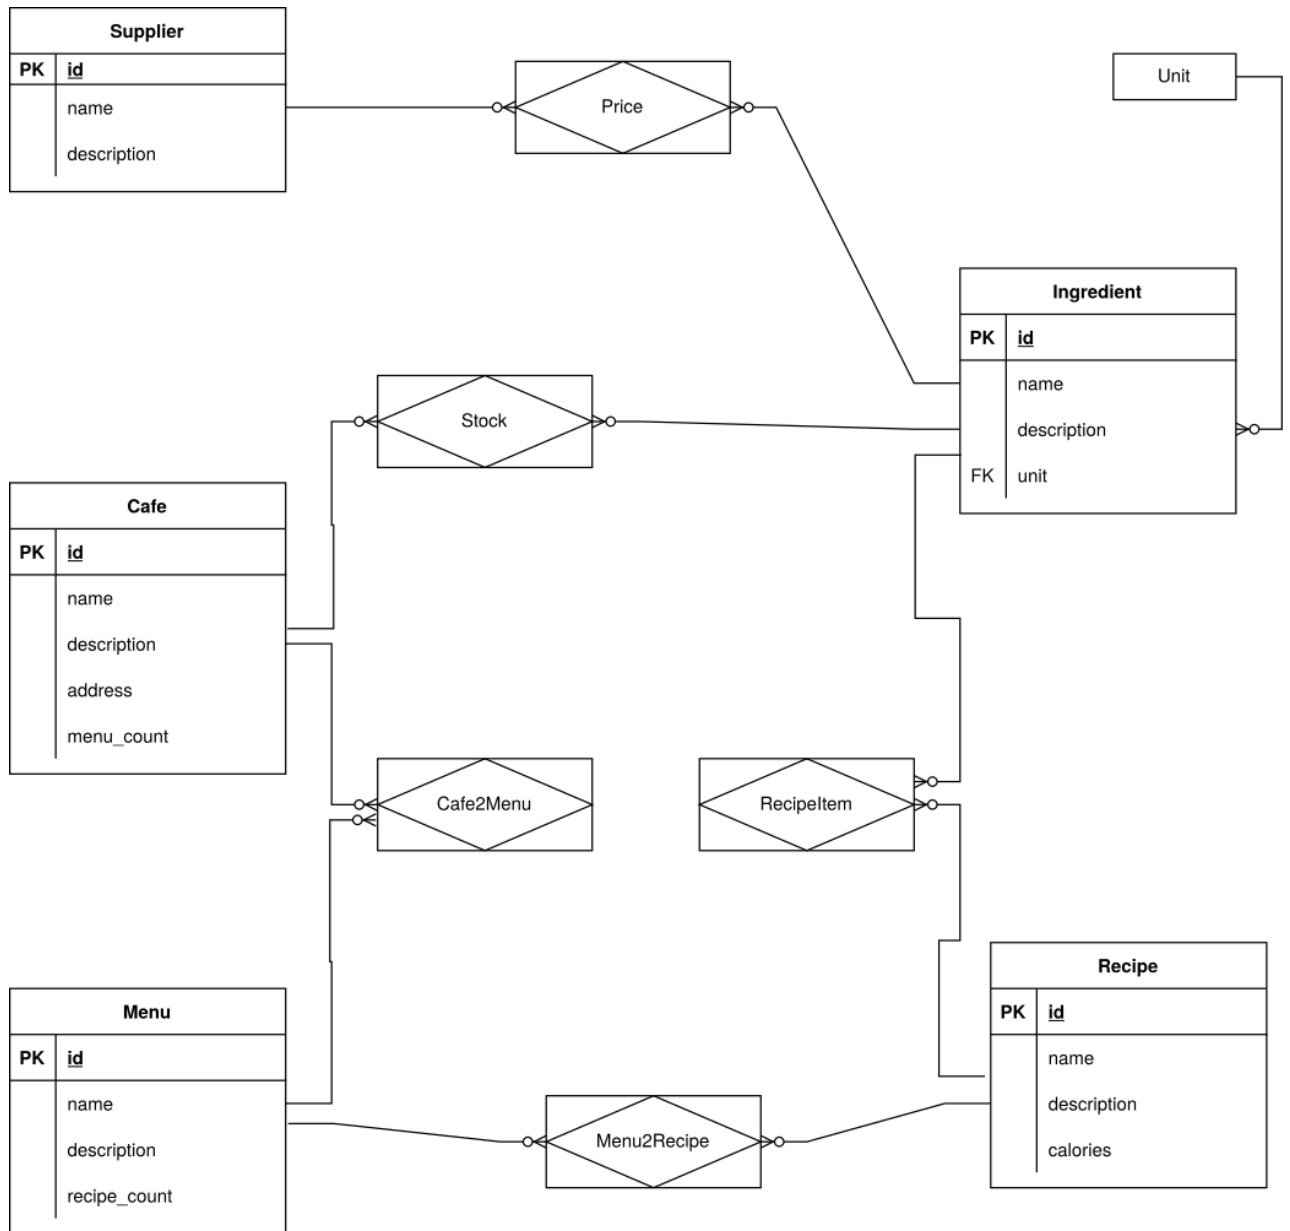 Supplier
PK id
name
description
Price
Unit
Ingredient
PK id
name
description
FK unit
Stock
Cafe
PK id
name
description
address
menu_count
Cafe2Menu
RecipeItem
Recipe
PK id
name
description
calories
Menu
PK id
name
description
recipe_count
Menu2Recipe